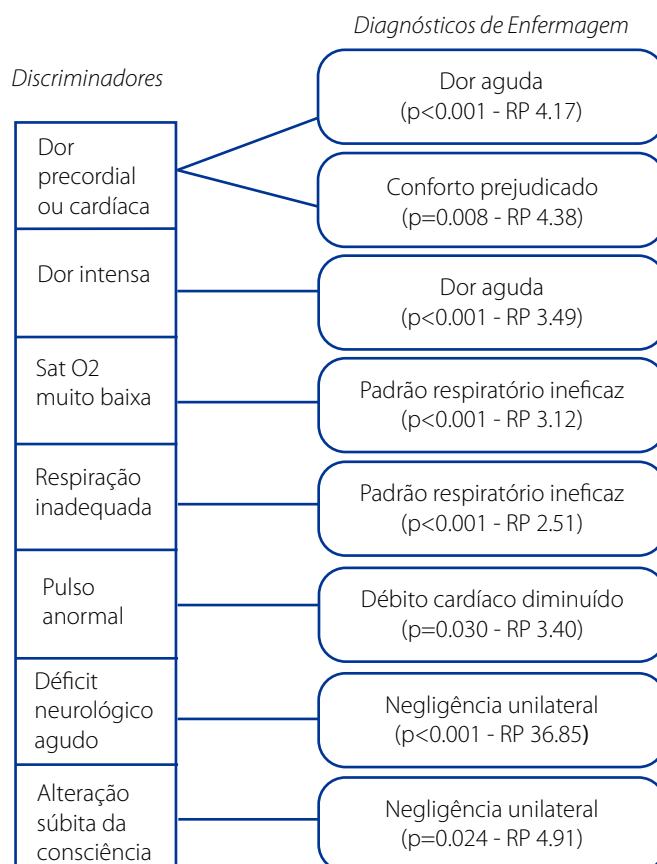 Diagnósticos de Enfermagem
Discriminadores
Dor
precordial
ou cardíaca
Dor aguda
(p<0.001 - RP 4.17)
Conforto prejudicado
(p=0.008 - RP 4.38)
Dor intensa
Dor aguda
(p<0.001 - RP 3.49)
Sat O2
muito baixa
Padrão respiratório ineficaz
(p<0.001 - RP 3.12)
Respiração
inadequada
Padrão respiratório ineficaz
(p<0.001 - RP 2.51)
Pulso
anormal
Débito cardíaco diminuído
(p=0.030 - RP 3.40)
Déficit
neurológico
agudo
Negligência unilateral
(p<0.001 - RP 36.85)
Alteração
súbita da
consciência
Negligência unilateral
(p=0.024 - RP 4.91)